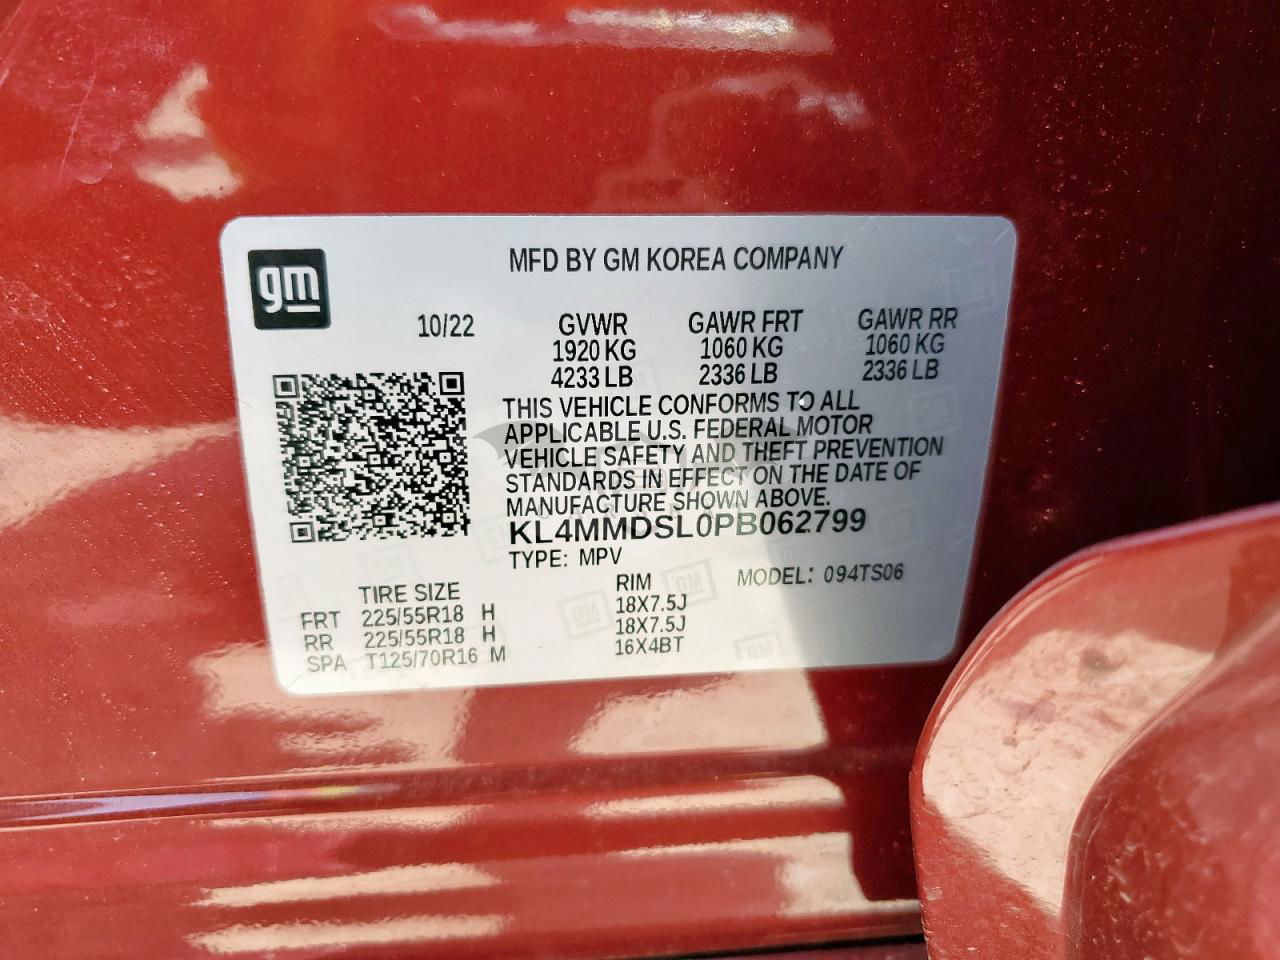 gm
MFD BY GM KOREA COMPANY
10/22
GVWR GAWR FRT GAWR RR
1920 KG 1060 KG 1060 KG
4233 LB 2336 LB 2336 LB
THIS VEHICLE CONFORMS TO ALL
APPLICABLE U.S. FEDERAL MOTOR
VEHICLE SAFETY AND THEFT PREVENTION
STANDARDS IN EFFECT ON THE DATE OF
MANUFACTURE SHOWN ABOVE.
KL4MMDSL0PB062799
TYPE: MPV
MODEL: 094TS06
TIRE SIZE RIM
FRT 225/55R18 H 18X7.5J
RR 225/55R18 H 18X7.5J
SPA T125/70R16 M 16X4BT